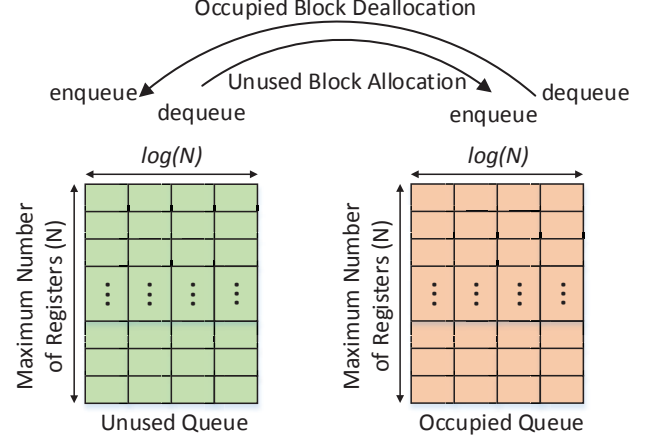 Occupied Block Deallocation
Unused Block Allocation
enqueue
dequeue
enqueue
dequeue
log(N)
log(N)
Maximum Number
of Registers (N)
Maximum Number
of Registers (N)
Unused Queue
Occupied Queue